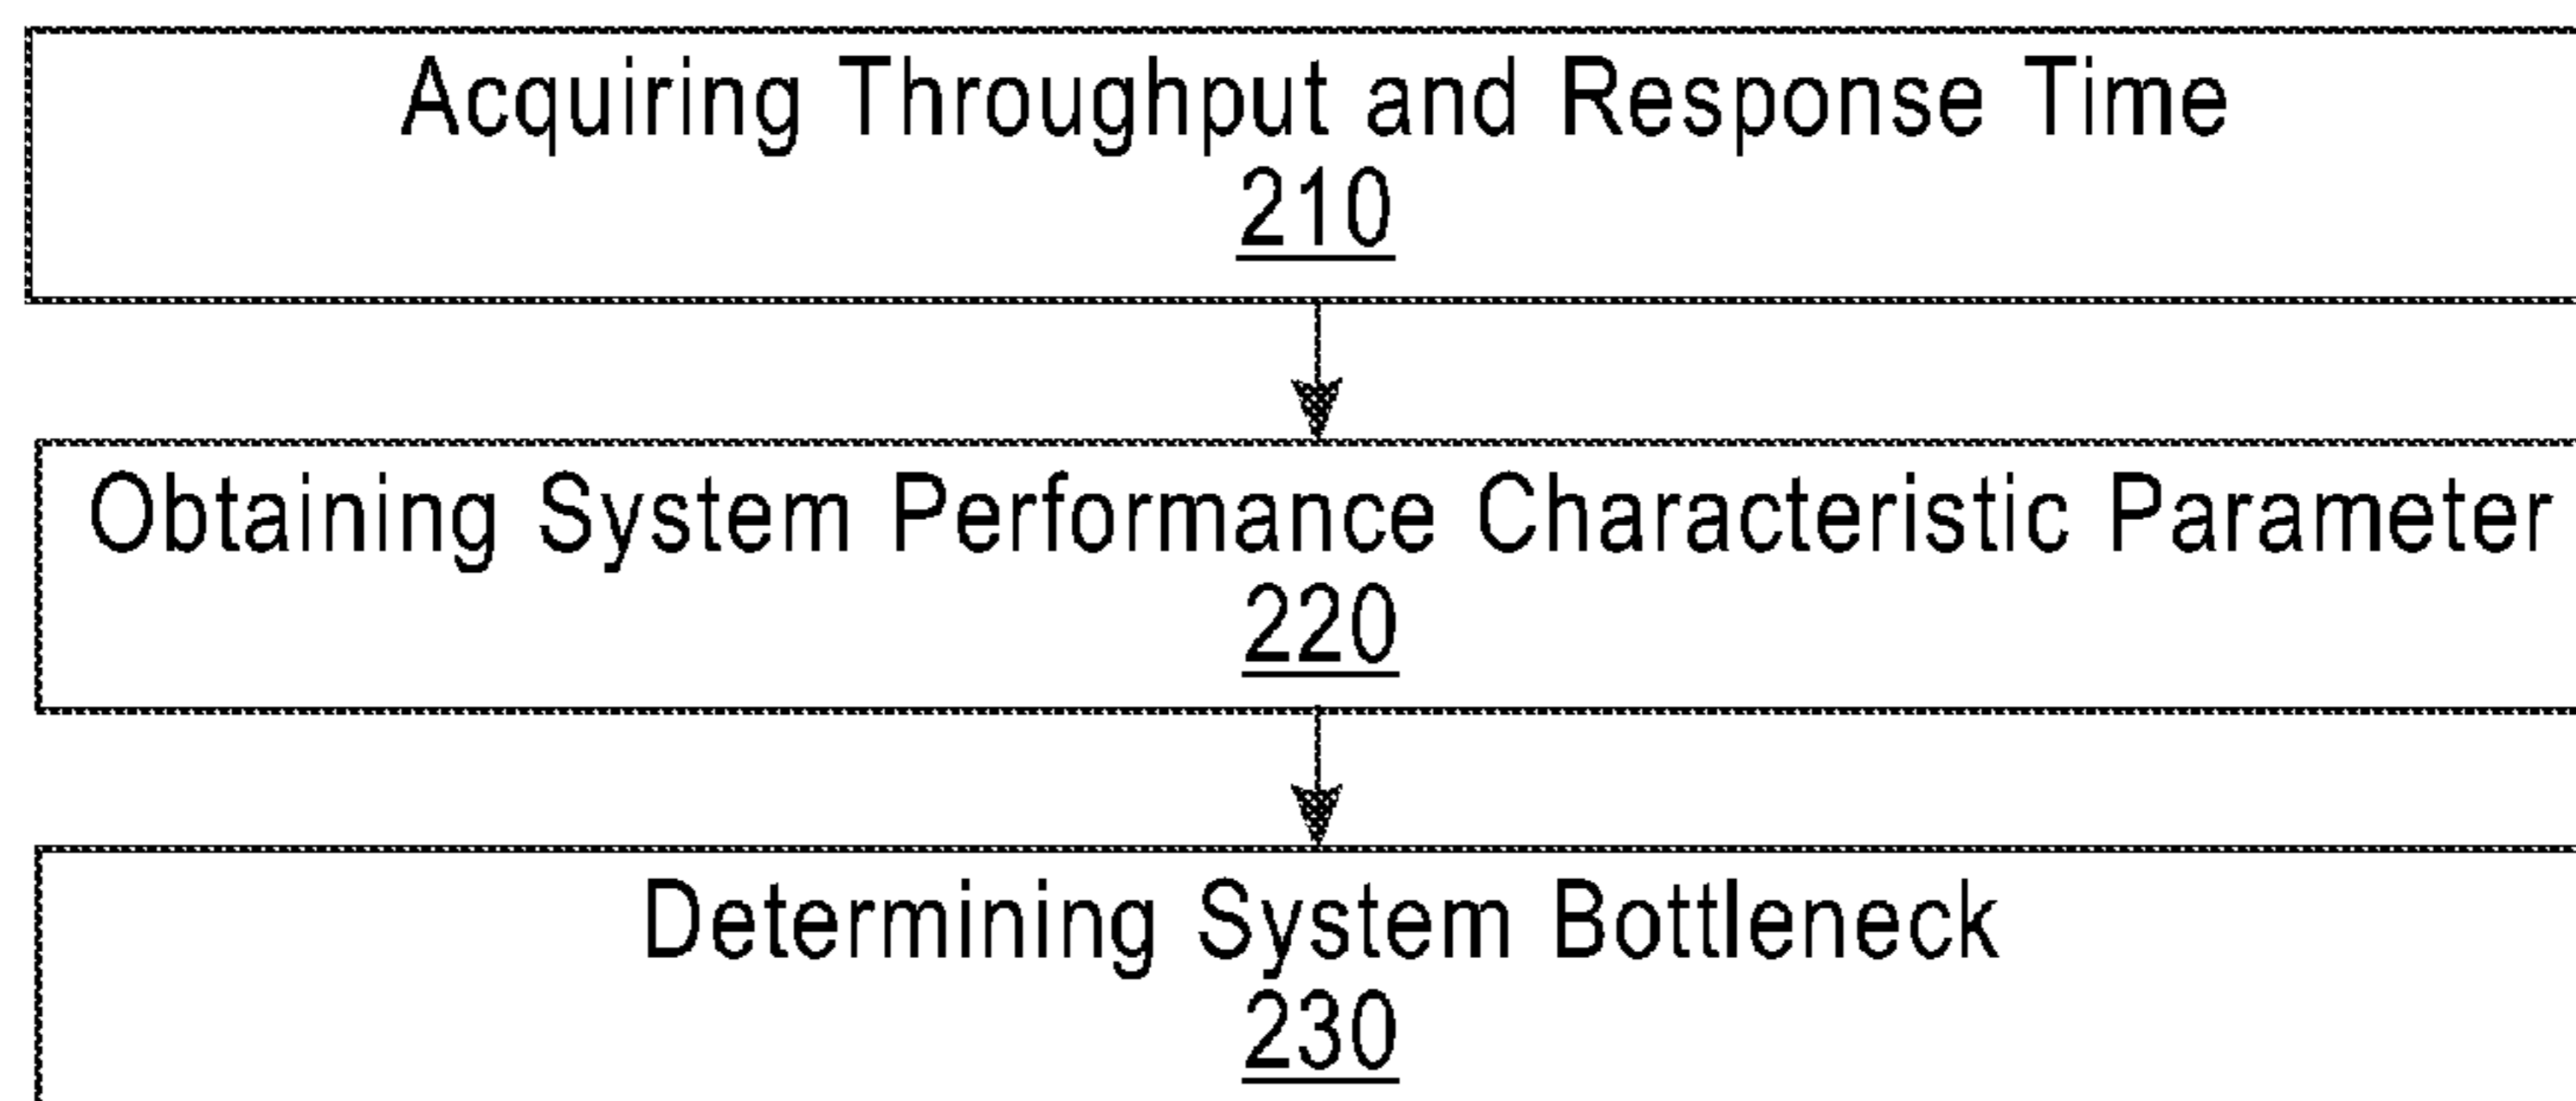 Acquiring Throughput and Response Time
210
Obtaining System Performance Characteristic Parameter
220
Determining System Bottleneck
230